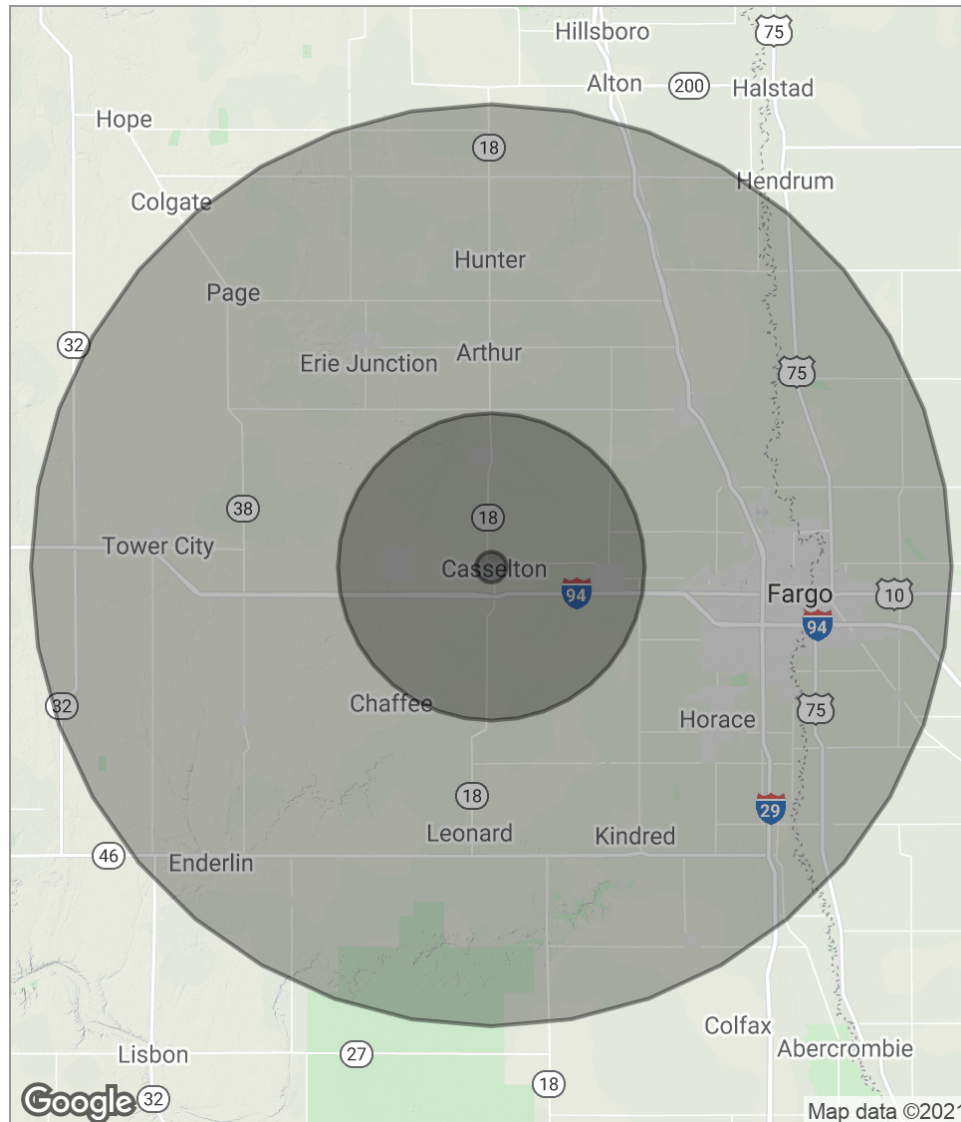 Hillsboro
75
Alton
200
Halstad
Hope
18
Hendrum
Colgate
Hunter
Page
32
Arthur
Erie Junction
75
38
18
Tower City
Casselton
94
Fargo
10
94
32
Chaffee
75
Horace
18
29
Leonard
Kindred
46
Enderlin
Colfax
Lisbon
27
Abercrombie
18
Google
32
Map data ©2021